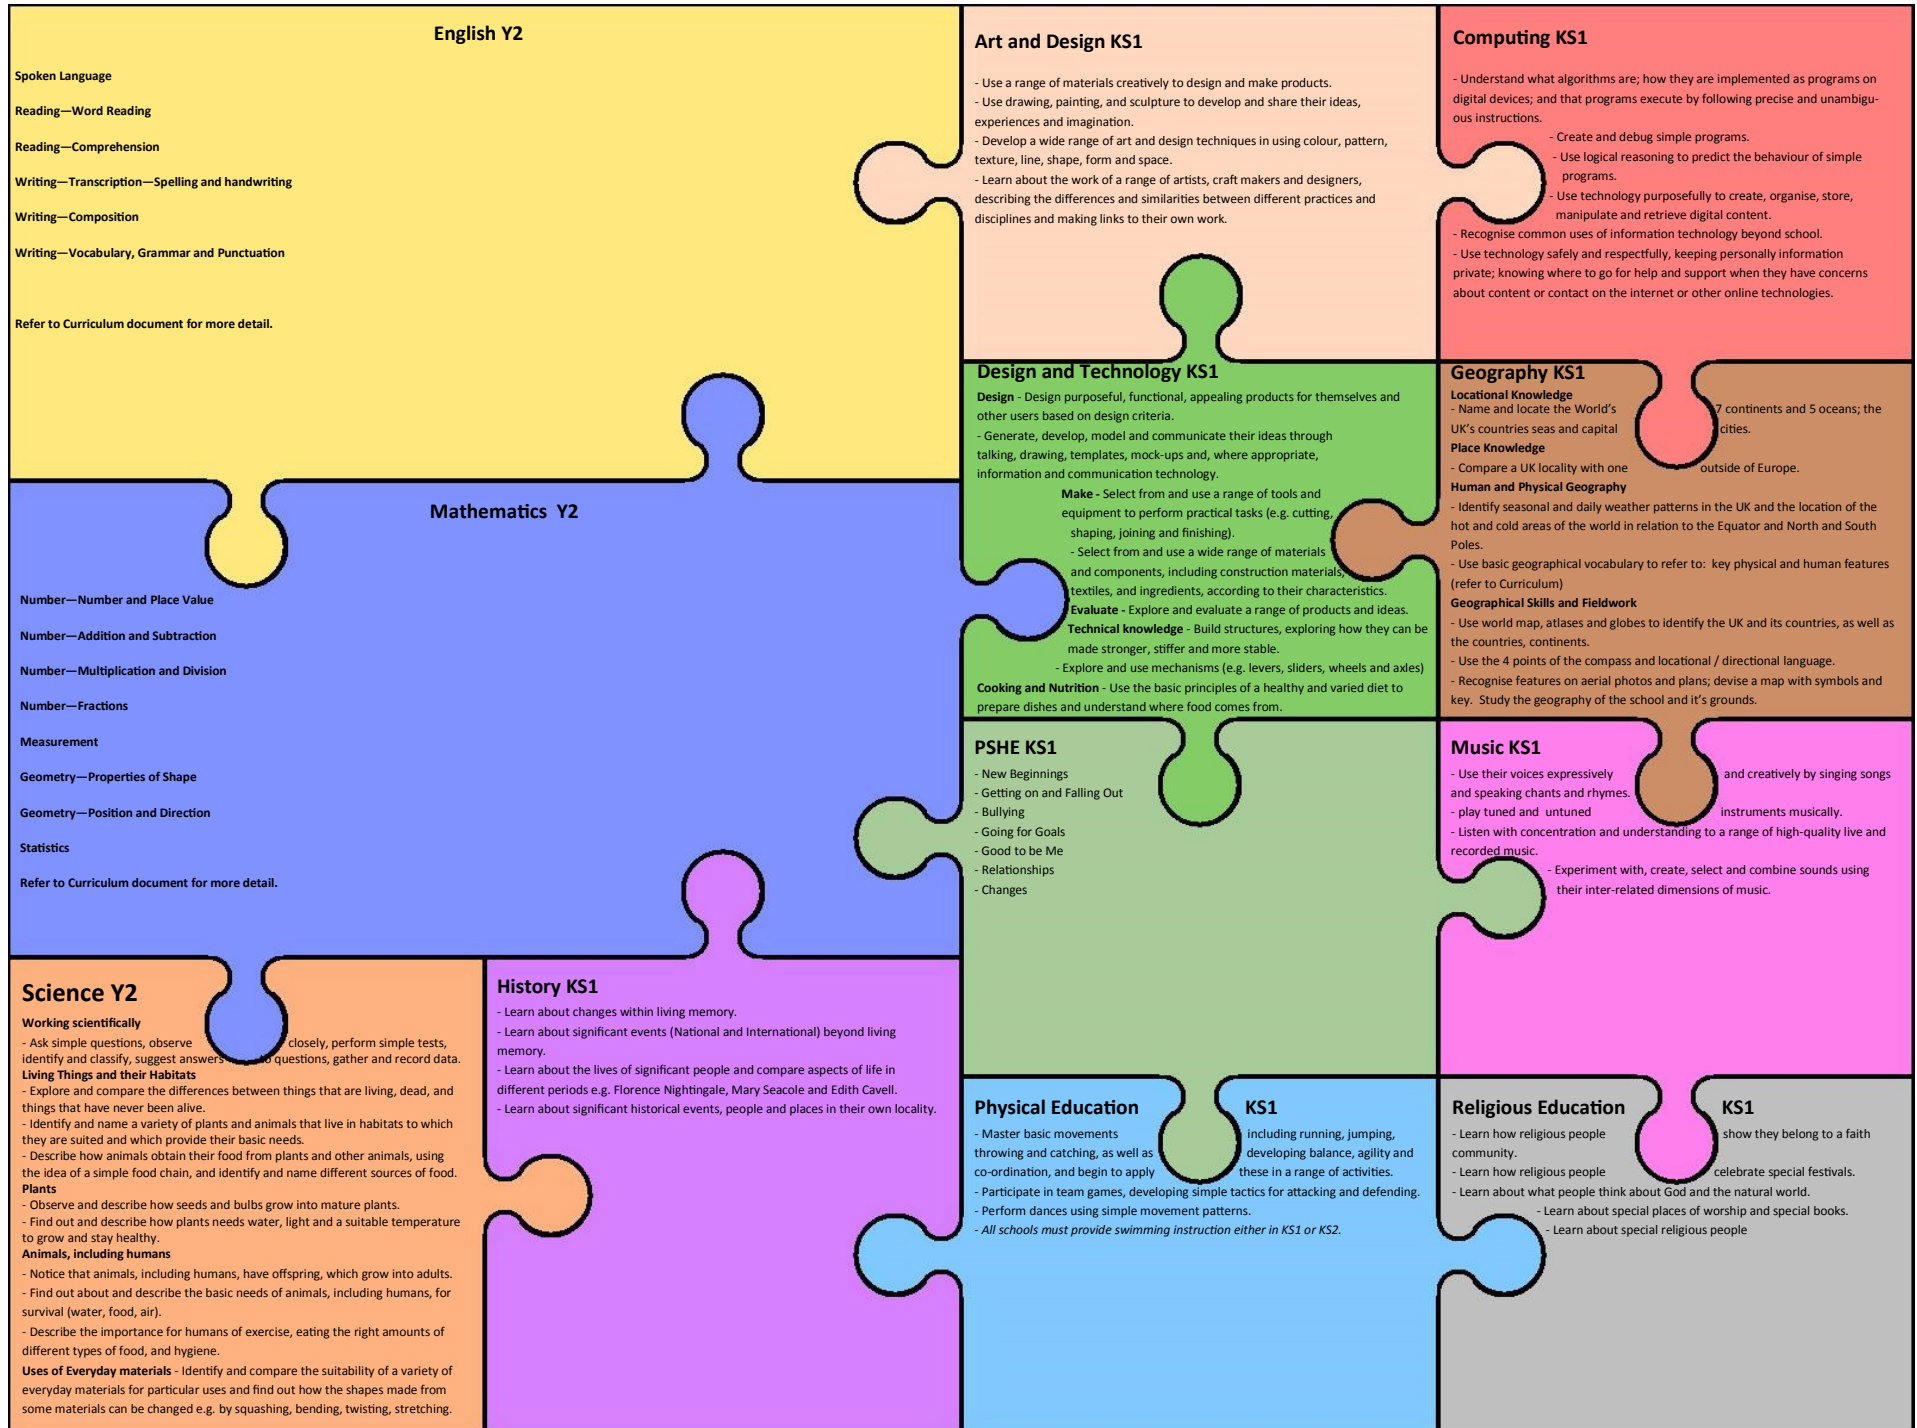 English Y2
Spoken Language
Reading—Word Reading
Reading—Comprehension
Writing—Transcription—Spelling and handwriting
Writing—Composition
Writing—Vocabulary, Grammar and Punctuation
Refer to Curriculum document for more detail.
Art and Design KS1
- Use a range of materials creatively to design and make products.
- Use drawing, painting, and sculpture to develop and share their ideas,
experiences and imagination.
- Develop a wide range of art and design techniques in using colour, pattern,
texture, line, shape, form and space.
- Learn about the work of a range of artists, craft makers and designers,
describing the differences and similarities between different practices and
disciplines and making links to their own work.
Computing KS1
- Understand what algorithms are; how they are implemented as programs on
digital devices; and that programs execute by following precise and unambigu-
ous instructions.
- Create and debug simple programs.
- Use logical reasoning to predict the behaviour of simple
programs.
- Use technology purposefully to create, organise, store,
manipulate and retrieve digital content.
- Recognise common uses of information technology beyond school.
- Use technology safely and respectfully, keeping personally information
private; knowing where to go for help and support when they have concerns
about content or contact on the internet or other online technologies.
Mathematics Y2
Number—Number and Place Value
Number—Addition and Subtraction
Number—Multiplication and Division
Number—Fractions
Measurement
Geometry—Properties of Shape
Geometry—Position and Direction
Statistics
Refer to Curriculum document for more detail.
Design and Technology KS1
Design - Design purposeful, functional, appealing products for themselves and
other users based on design criteria.
- Generate, develop, model and communicate their ideas through
talking, drawing, templates, mock-ups and, where appropriate,
information and communication technology.
Make - Select from and use a range of tools and
equipment to perform practical tasks (e.g. cutting,
shaping, joining and finishing).
- Select from and use a wide range of materials
and components, including construction materials,
textiles, and ingredients, according to their characteristics.
Evaluate - Explore and evaluate a range of products and ideas.
Technical knowledge - Build structures, exploring how they can be
made stronger, stiffer and more stable.
- Explore and use mechanisms (e.g. levers, sliders, wheels and axles)
Cooking and Nutrition - Use the basic principles of a healthy and varied diet to
prepare dishes and understand where food comes from.
Geography KS1
Locational Knowledge
- Name and locate the World's 7 continents and 5 oceans; the
UK's countries seas and capital cities.
Place Knowledge
- Compare a UK locality with one outside of Europe.
Human and Physical Geography
- Identify seasonal and daily weather patterns in the UK and the location of the
hot and cold areas of the world in relation to the Equator and North and South
Poles.
- Use basic geographical vocabulary to refer to: key physical and human features
(refer to Curriculum)
Geographical Skills and Fieldwork
- Use world map, atlases and globes to identify the UK and its countries, as well as
the countries, continents.
- Use the 4 points of the compass and locational / directional language.
- Recognise features on aerial photos and plans; devise a map with symbols and
key. Study the geography of the school and it's grounds.
PSHE KS1
- New Beginnings
- Getting on and Falling Out
- Bullying
- Going for Goals
- Good to be Me
- Relationships
- Changes
Music KS1
- Use their voices expressively and creatively by singing songs
and speaking chants and rhymes.
- play tuned and untuned instruments musically.
- Listen with concentration and understanding to a range of high-quality live and
recorded music.
- Experiment with, create, select and combine sounds using
their inter-related dimensions of music.
Science Y2
Working scientifically
- Ask simple questions, observe closely, perform simple tests,
identify and classify, suggest answers to questions, gather and record data.
Living Things and their Habitats
- Explore and compare the differences between things that are living, dead, and
things that have never been alive.
- Identify and name a variety of plants and animals that live in habitats to which
they are suited and which provide their basic needs.
- Describe how animals obtain their food from plants and other animals, using
the idea of a simple food chain, and identify and name different sources of food.
Plants
- Observe and describe how seeds and bulbs grow into mature plants.
- Find out and describe how plants needs water, light and a suitable temperature
to grow and stay healthy.
Animals, including humans
- Notice that animals, including humans, have offspring, which grow into adults.
- Find out about and describe the basic needs of animals, including humans, for
survival (water, food, air).
- Describe the importance for humans of exercise, eating the right amounts of
different types of food, and hygiene.
Uses of Everyday materials - Identify and compare the suitability of a variety of
everyday materials for particular uses and find out how the shapes made from
some materials can be changed e.g. by squashing, bending, twisting, stretching.
History KS1
- Learn about changes within living memory.
- Learn about significant events (National and International) beyond living
memory.
- Learn about the lives of significant people and compare aspects of life in
different periods e.g. Florence Nightingale, Mary Seacole and Edith Cavell.
- Learn about significant historical events, people and places in their own locality.
Physical Education KS1
- Master basic movements including running, jumping,
throwing and catching, as well as developing balance, agility and
co-ordination, and begin to apply these in a range of activities.
- Participate in team games, developing simple tactics for attacking and defending.
- Perform dances using simple movement patterns.
- All schools must provide swimming instruction either in KS1 or KS2.
Religious Education KS1
- Learn how religious people show they belong to a faith
community.
- Learn how religious people celebrate special festivals.
- Learn about what people think about God and the natural world.
- Learn about special places of worship and special books.
- Learn about special religious people